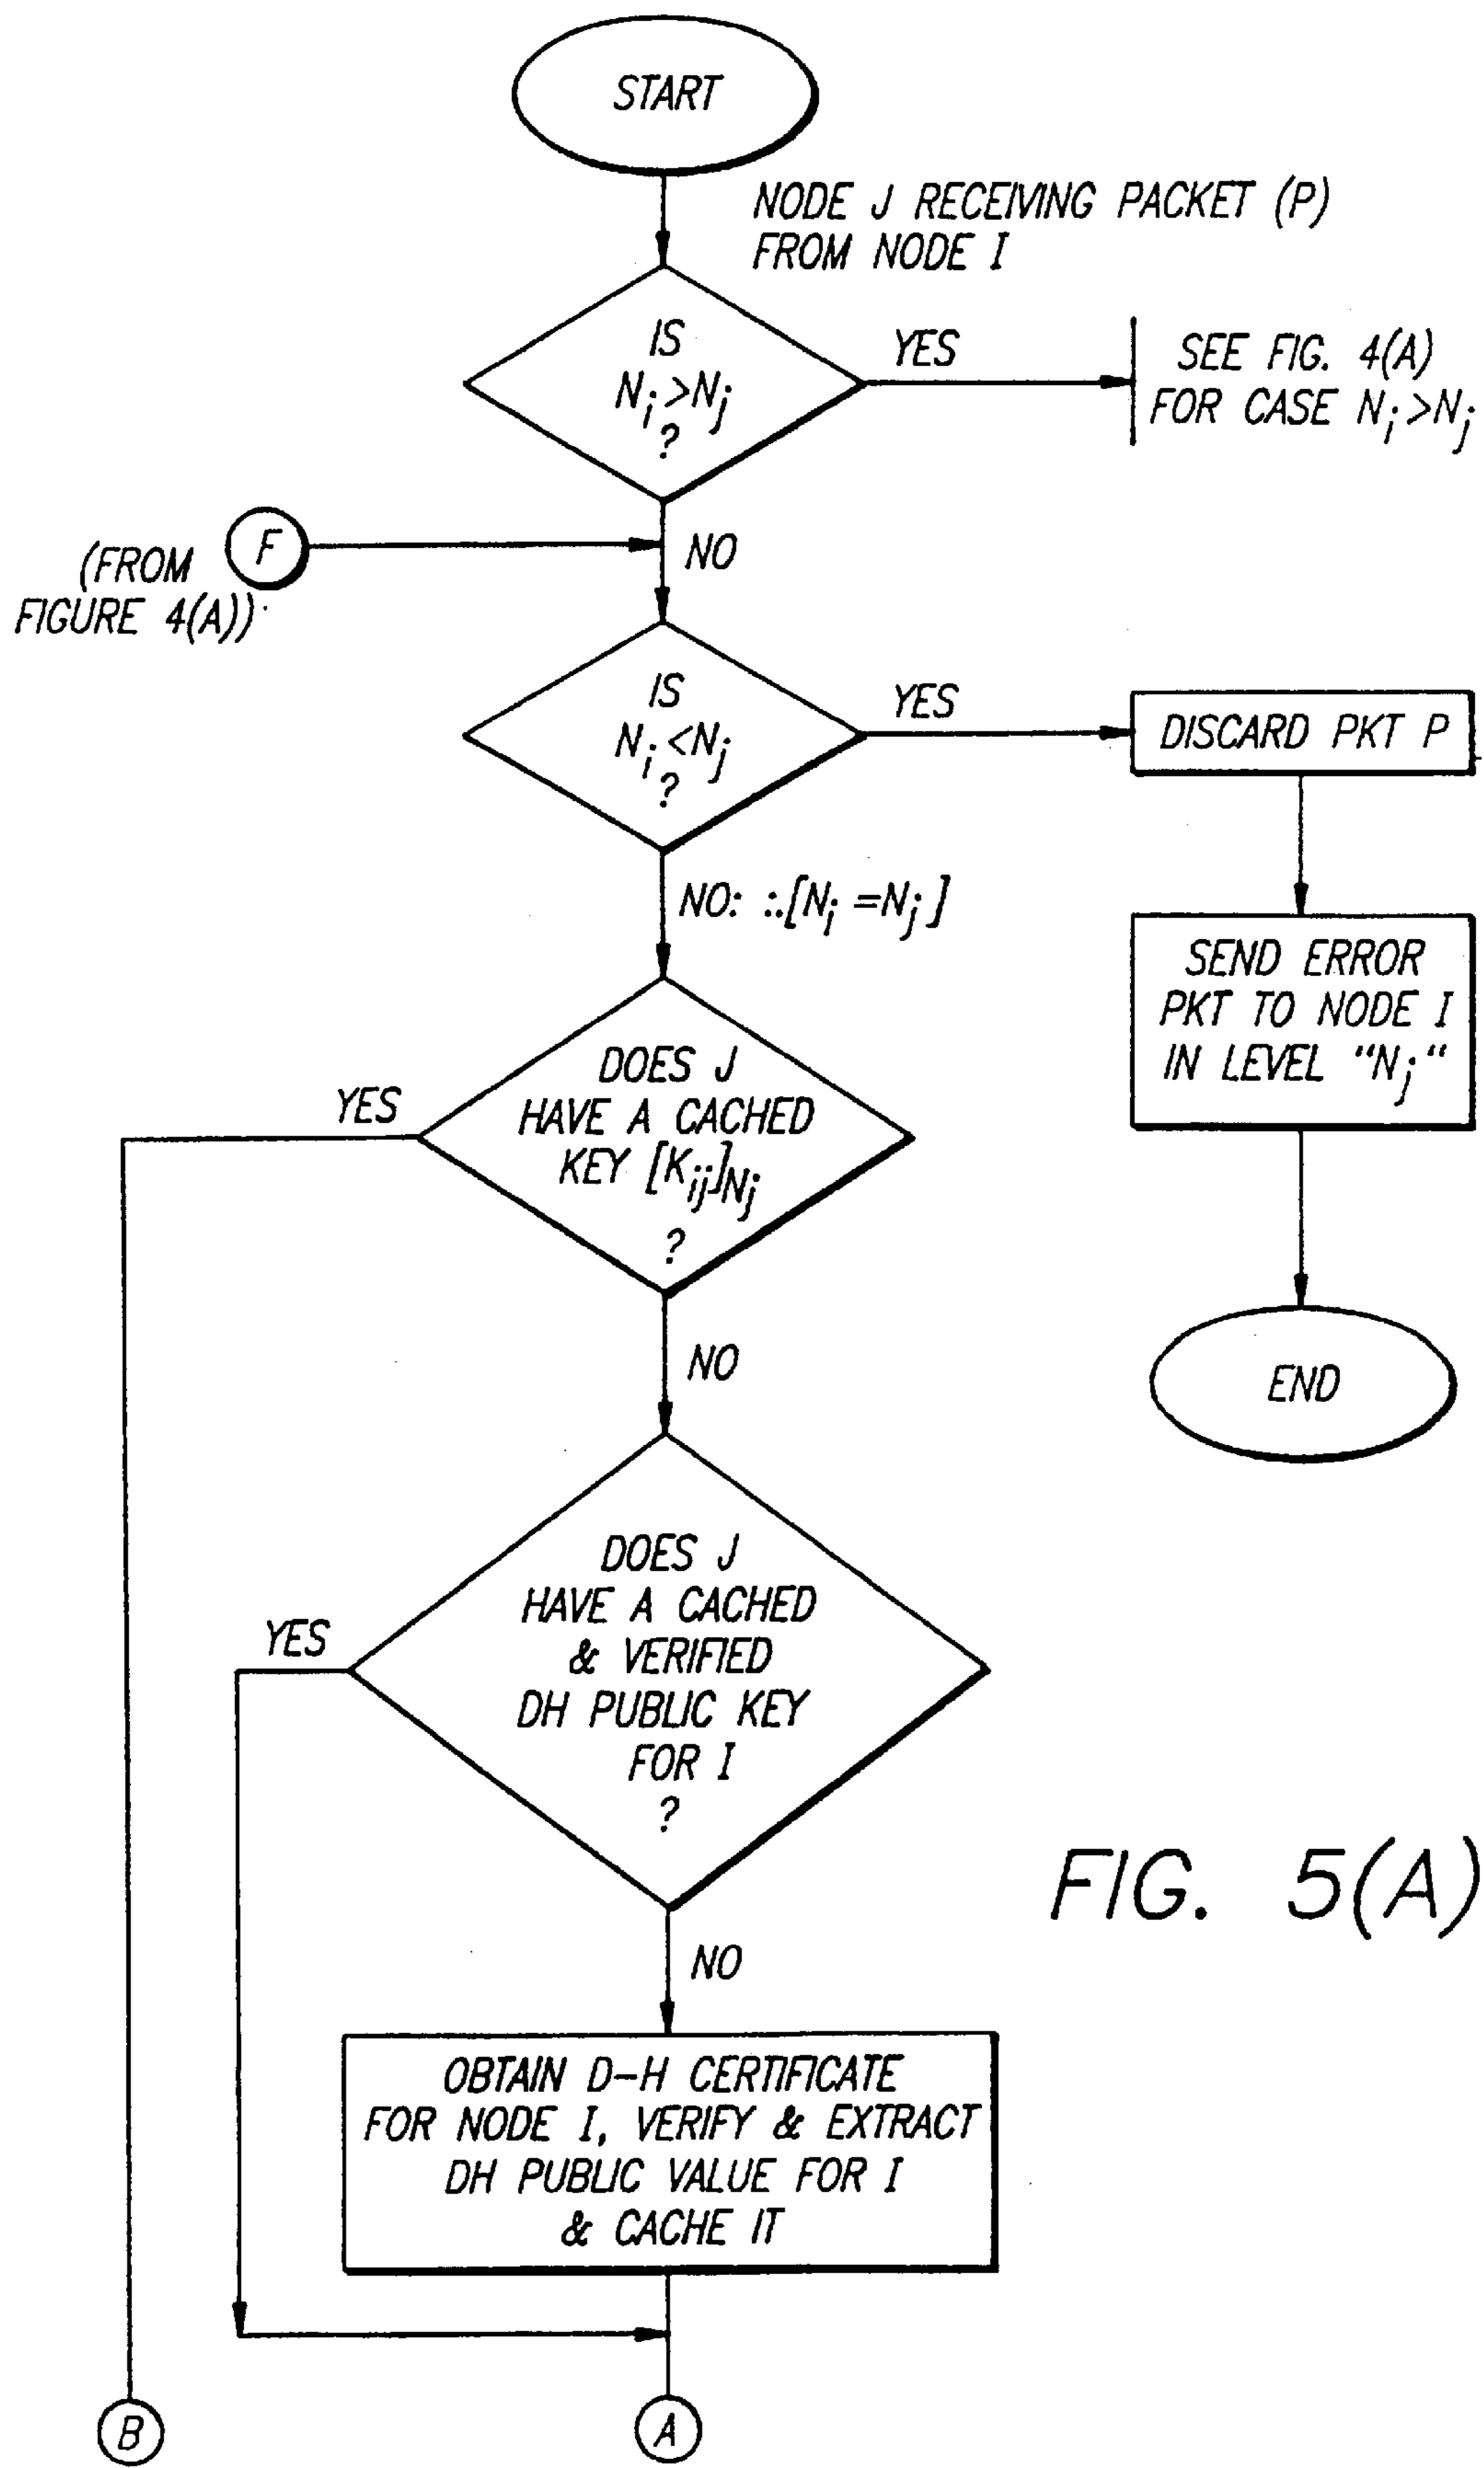 START
NODE J RECEIVING PACKET (P)
FROM NODE I
IS
Ni>Nj
?
YES
SEE FIG. 4(A)
FOR CASE Ni>Nj
F
(FROM
FIGURE 4(A))
NO
IS
Ni<Nj
?
YES
DISCARD PKT P
NO: ∴[Ni =Nj]
SEND ERROR
PKT TO NODE I
IN LEVEL "Nj"
END
DOES J
HAVE A CACHED
KEY [Kij]Nj
?
YES
NO
DOES J
HAVE A CACHED
& VERIFIED
DH PUBLIC KEY
FOR I
?
YES
NO
OBTAIN D-H CERTIFICATE
FOR NODE I, VERIFY & EXTRACT
DH PUBLIC VALUE FOR I
& CACHE IT
B
A
FIG. 5(A)